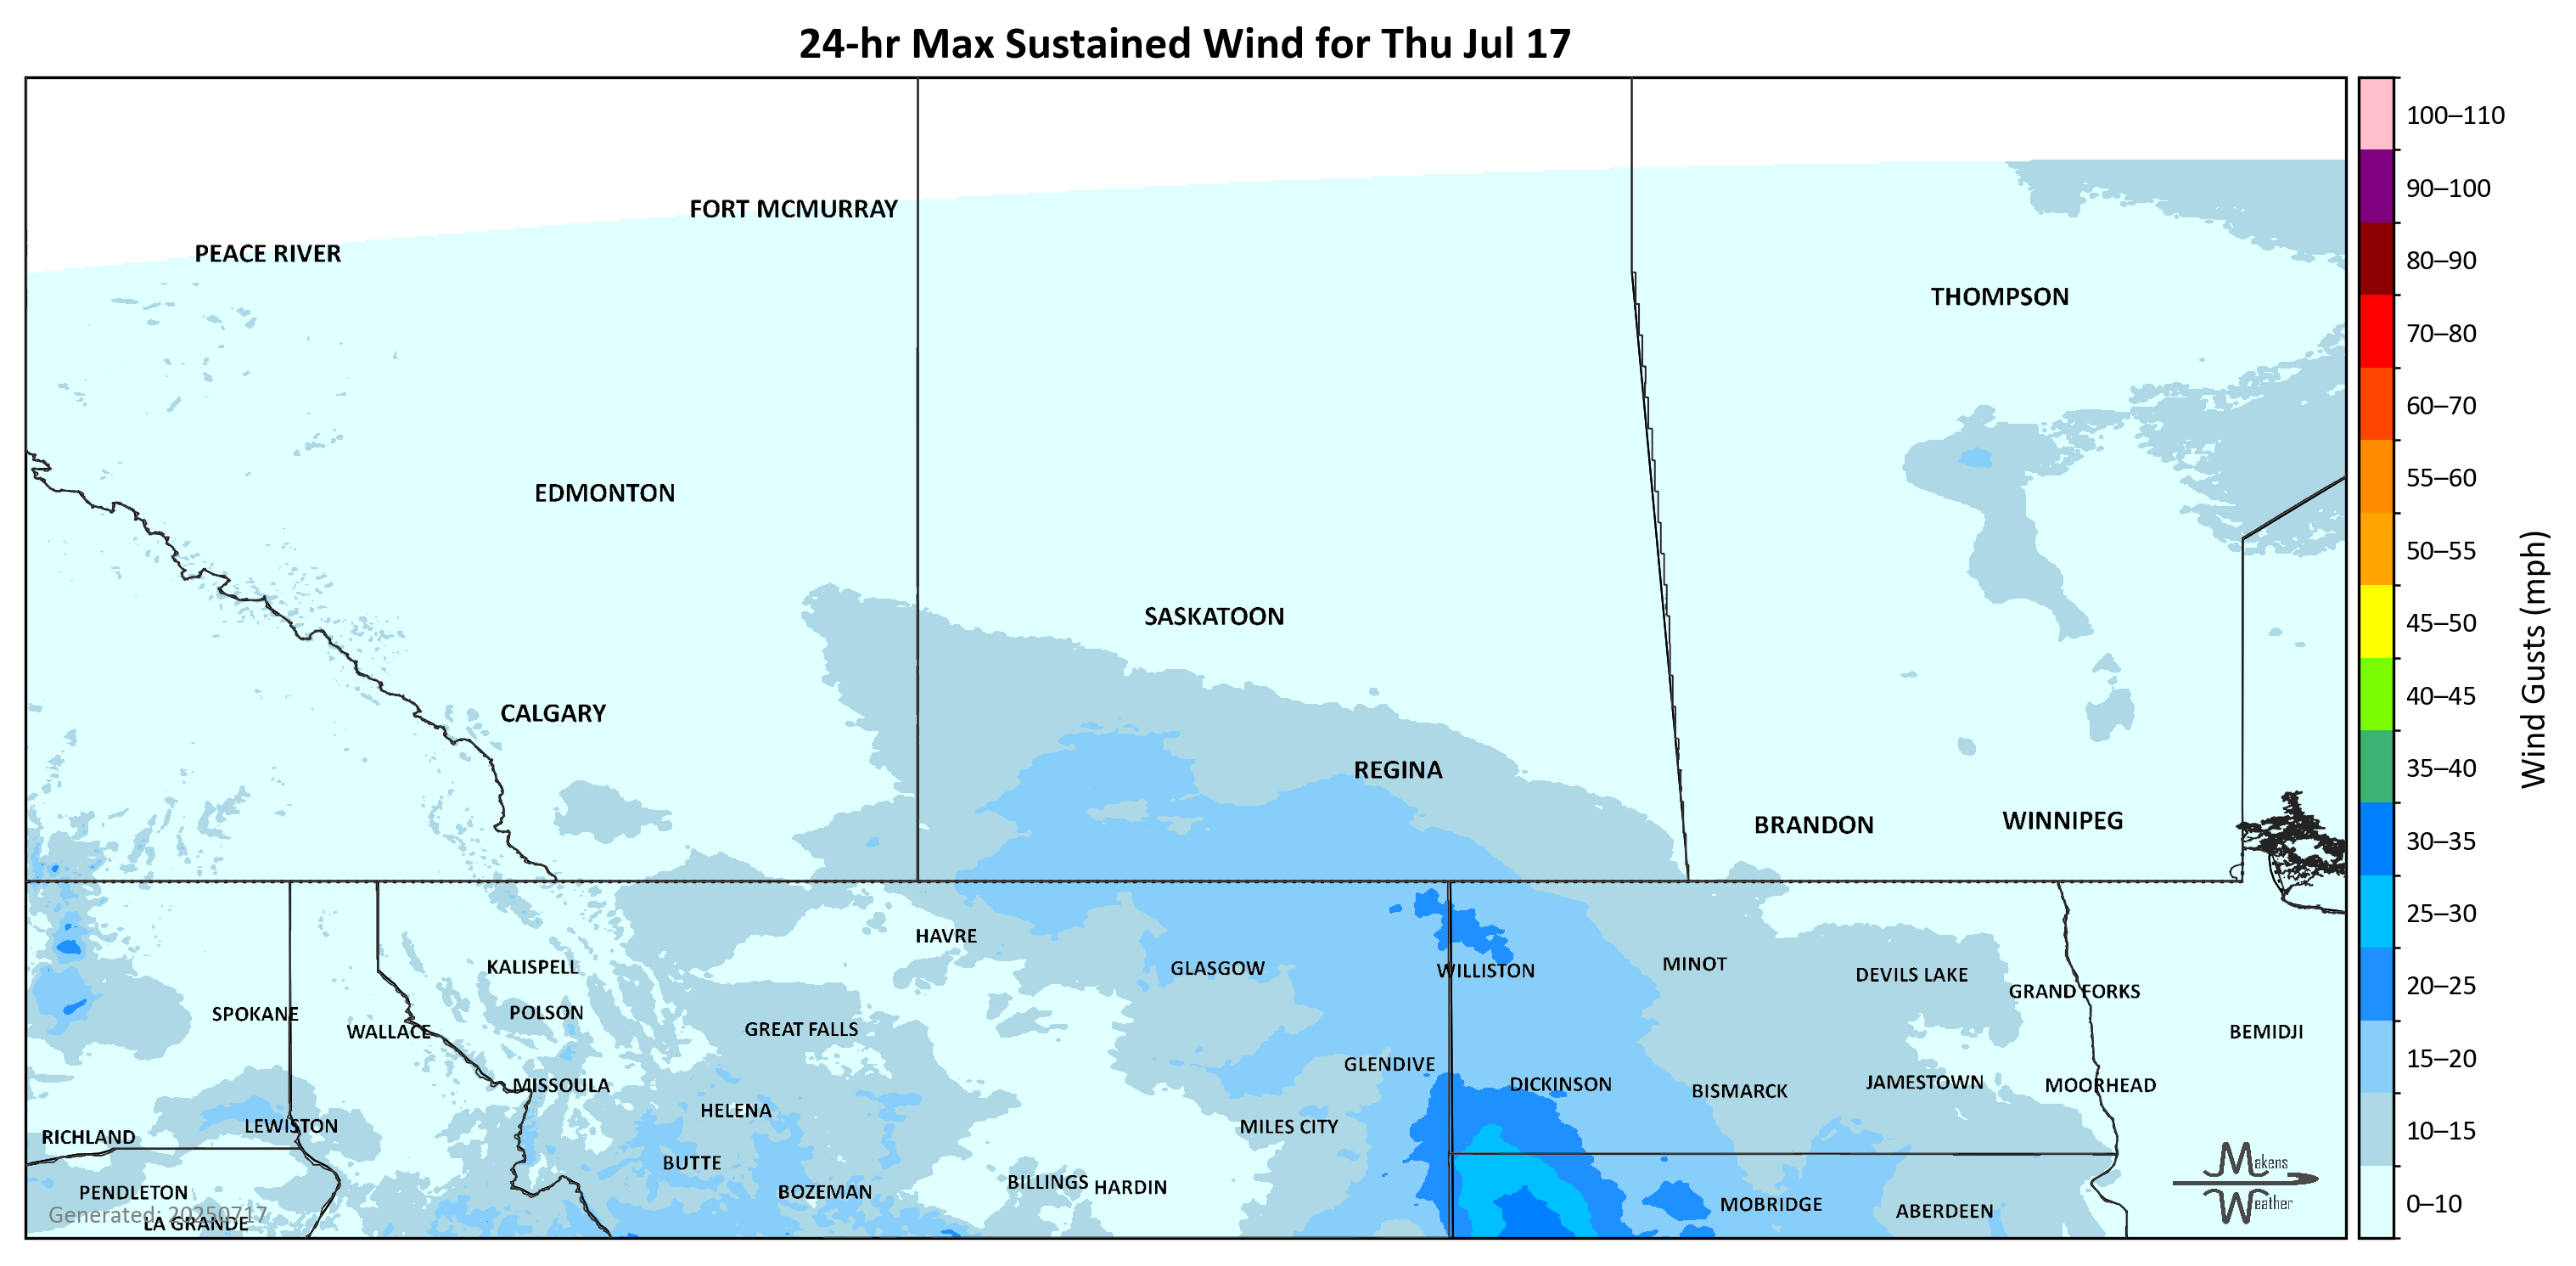 24-hr Max Sustained Wind for Thu Jul 17
FORT MCMURRAY
PEACE RIVER
THOMPSON
EDMONTON
SASKATOON
CALGARY
REGINA
BRANDON
WINNIPEG
HAVRE
KALISPELL
GLASGOW
WILLISTON
MINOT
DEVILS LAKE
GRAND FORKS
SPOKANE
POLSON
WALLACE
GREAT FALLS
BEMIDJI
GLENDIVE
MISSOULA
DICKINSON
BISMARCK
JAMESTOWN
MOORHEAD
HELENA
LEWISTON
MILES CITY
RICHLAND
BUTTE
BOZEMAN
BILLINGS
HARDIN
PENDLETON
MOBRIDGE
ABERDEEN
Generated: 20250717
LA GRANDE
Makens
Weather
100–110
90–100
80–90
70–80
60–70
55–60
50–55
45–50
40–45
35–40
30–35
25–30
20–25
15–20
10–15
0–10
Wind Gusts (mph)